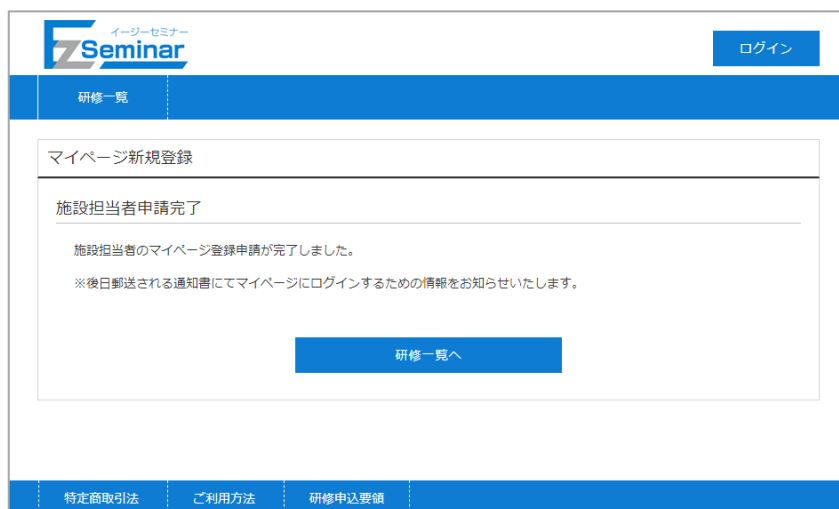 イージーセミナー
EZSeminar
ログイン
研修一覧
マイページ新規登録
施設担当者申請完了
施設担当者のマイページ登録申請が完了しました。
※後日郵送される通知書にてマイページにログインするための情報をお知らせいたします。
研修一覧へ
特定商取引法 ご利用方法 研修申込要領